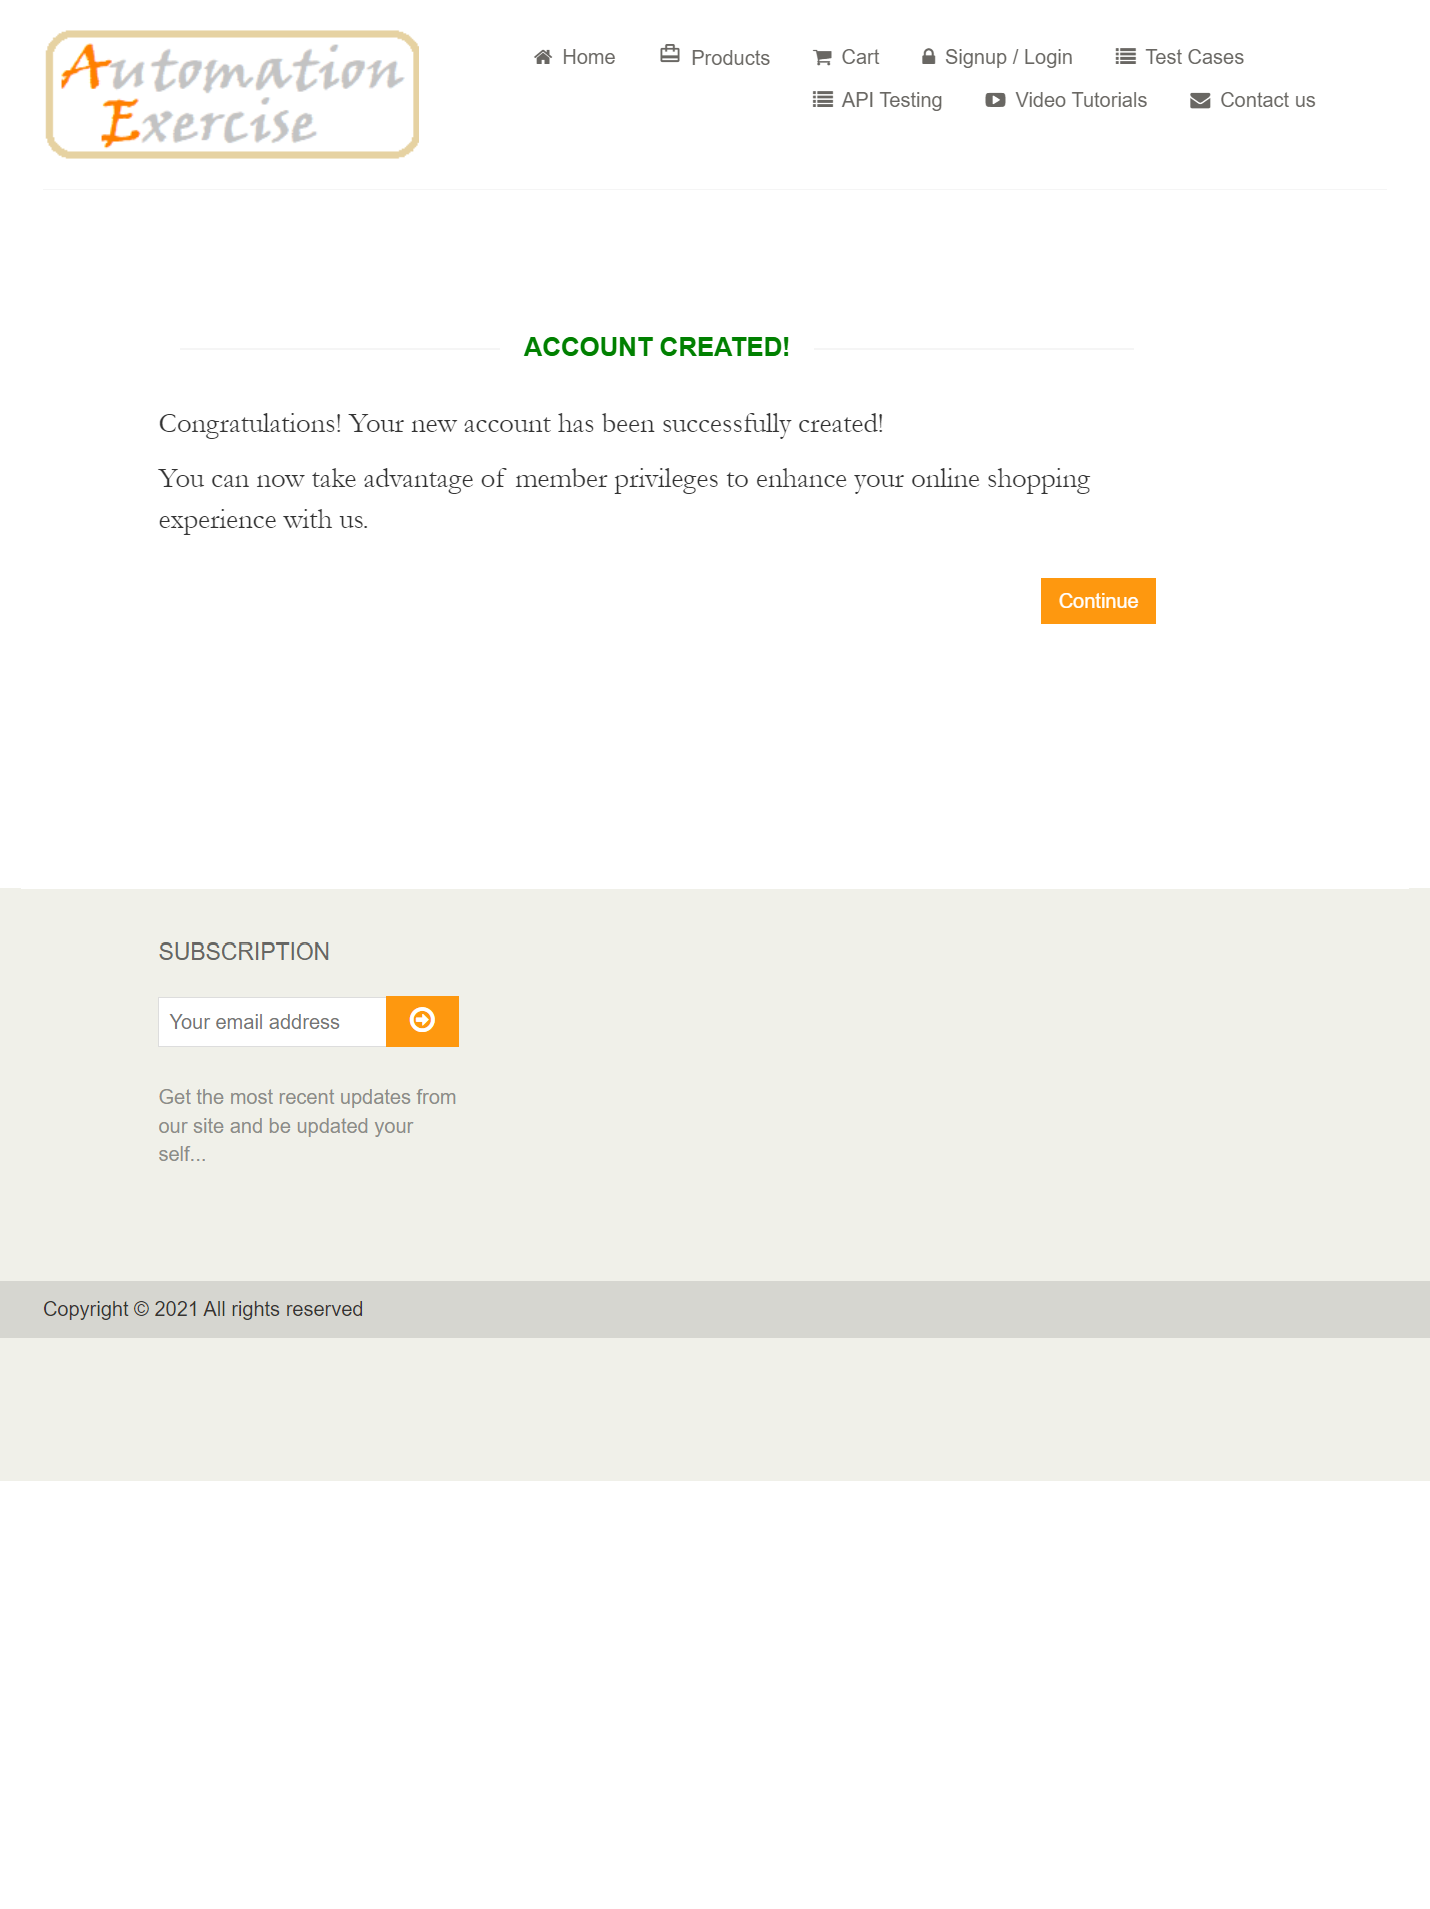 Automation
Exercise
Home Products Cart Signup / Login Test Cases
API Testing Video Tutorials Contact us
ACCOUNT CREATED!
Congratulations! Your new account has been successfully created!
You can now take advantage of member privileges to enhance your online shopping
experience with us.
Continue
SUBSCRIPTION
Your email address
Get the most recent updates from
our site and be updated your
self...
Copyright © 2021 All rights reserved